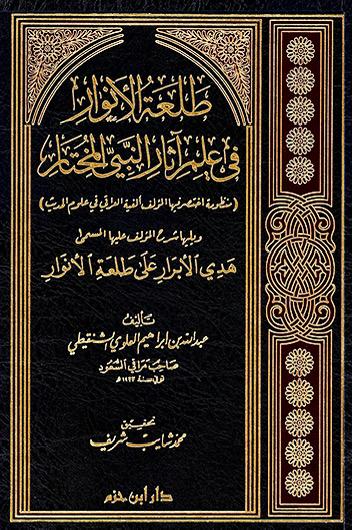 طلعة الأنوار
في علم آثار النبي المختار
(منظومة اختصر فيها المؤلف ألفية العراقي في علوم الحديث)
ويليها شرح المؤلف عليها المسمى
هدي الأبرار على طلعة الأنوار
تأليف
عبد الله بن إبراهيم العلوي الشنقيطي
صاحب مراقي السعود
تحقيق
محمد شايب شريف
دار ابن حزم